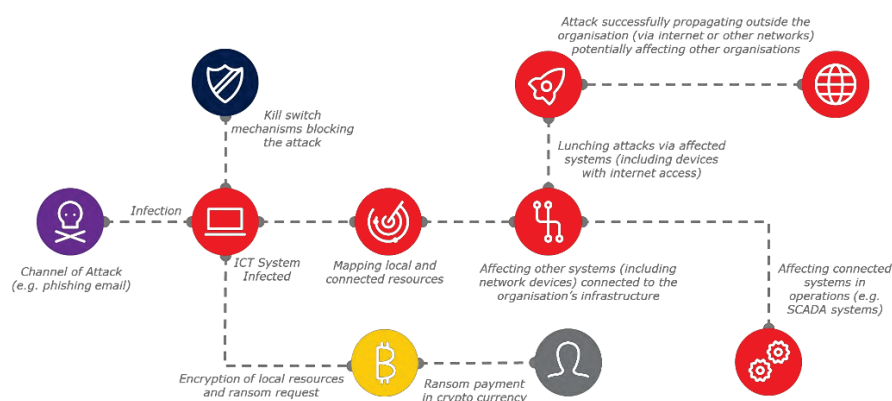 Attack successfully propagating outside the
organisation (via internet or other networks)
potentially affecting other organisations
Kill switch
mechanisms blocking
the attack
Lunching attacks via affected
systems (including devices
with internet access)
Infection
Channel of Attack
(e.g. phishing email)
ICT System
Infected
Mapping local and
connected resources
Affecting other systems (including
network devices) connected to the
organisation's infrastructure
Affecting connected
systems in
operations (e.g.
SCADA systems)
Encryption of local resources
and ransom request
Ransom payment
in crypto currency